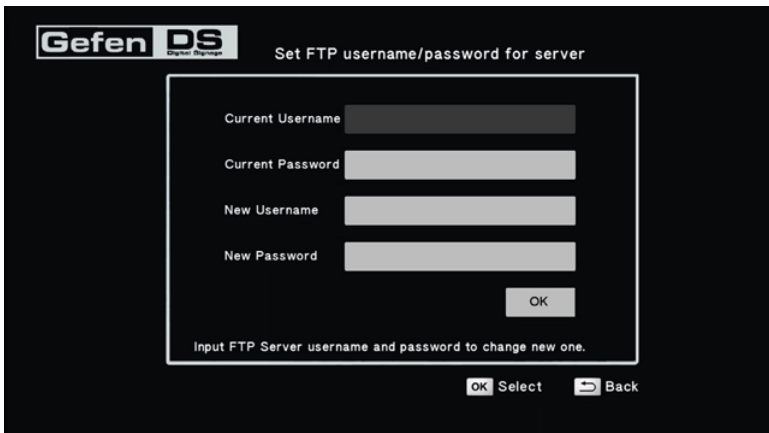 Gefen DS
Digital Signage
Set FTP username/password for server
Current Username
Current Password
New Username
New Password
OK
Input FTP Server username and password to change new one.
OK Select Back